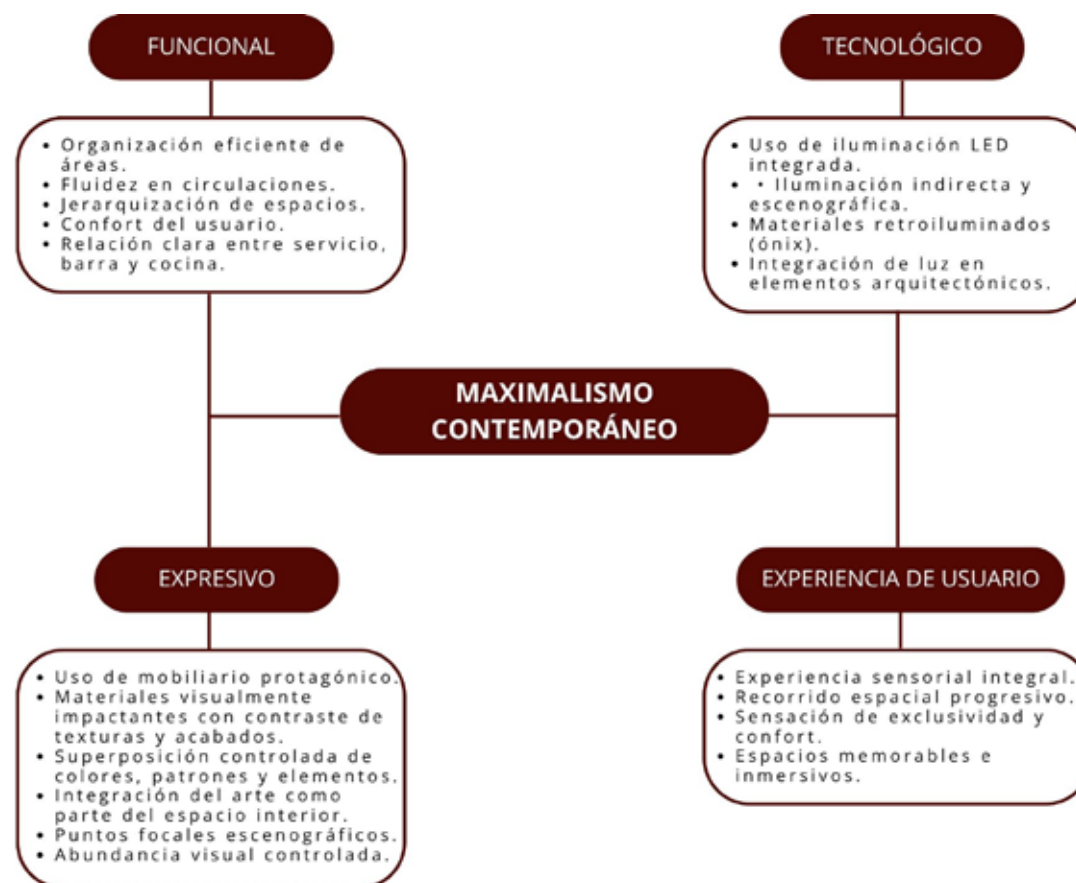 FUNCIONAL
• Organización eficiente de
áreas.
• Fluidez en circulaciones.
• Jerarquización de espacios.
• Confort del usuario.
• Relación clara entre servicio,
barra y cocina.
TECNOLÓGICO
• Uso de iluminación LED
integrada.
• • Iluminación indirecta y
escenográfica.
• Materiales retroiluminados
(ónix).
• Integración de luz en
elementos arquitectónicos.
MAXIMALISMO
CONTEMPORÁNEO
EXPRESIVO
• Uso de mobiliario protagónico.
• Materiales visualmente
impactantes con contraste de
texturas y acabados.
• Superposición controlada de
colores, patrones y elementos.
• Integración del arte como
parte del espacio interior.
• Puntos focales escenográficos.
• Abundancia visual controlada.
EXPERIENCIA DE USUARIO
• Experiencia sensorial integral.
• Recorrido espacial progresivo.
• Sensación de exclusividad y
confort.
• Espacios memorables e
inmersivos.